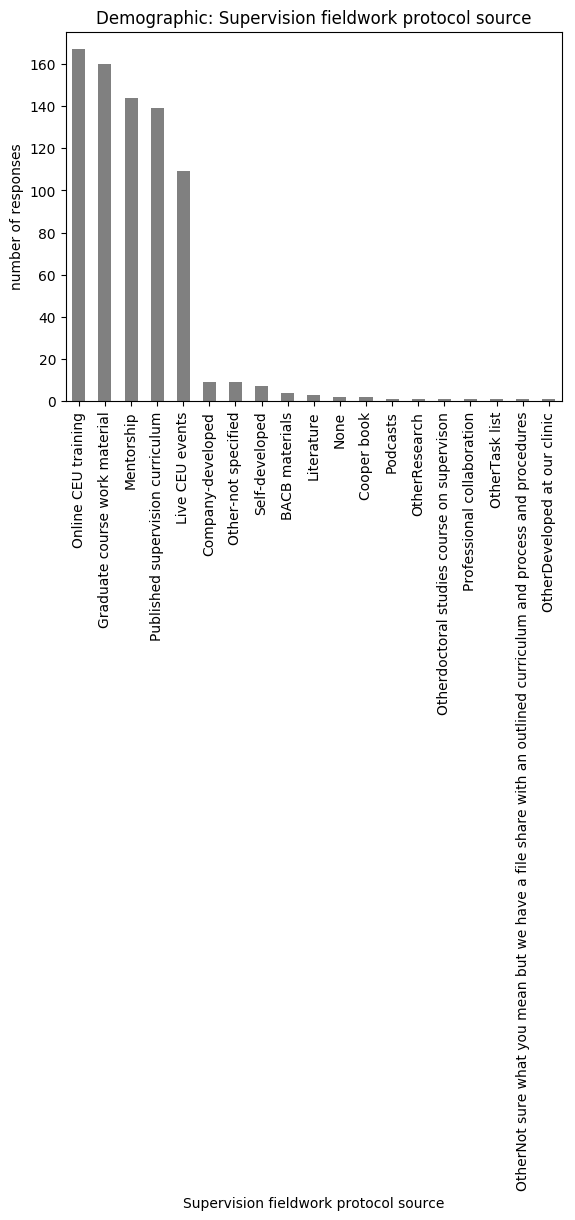 Demographic: Supervision fieldwork protocol source
number of responses
160
140
120
100
80
60
40
20
0
Online CEU training
Graduate course work material
Mentorship
Published supervision curriculum
Live CEU events
Company-developed
Other-not specified
Self-developed
BACB materials
Literature
None
Cooper book
Podcasts
OtherResearch
Otherdoctoral studies course on supervison
Professional collaboration
OtherTask list
OtherNot sure what you mean but we have a file share with an outlined curriculum and process and procedures
OtherDeveloped at our clinic
Supervision fieldwork protocol source